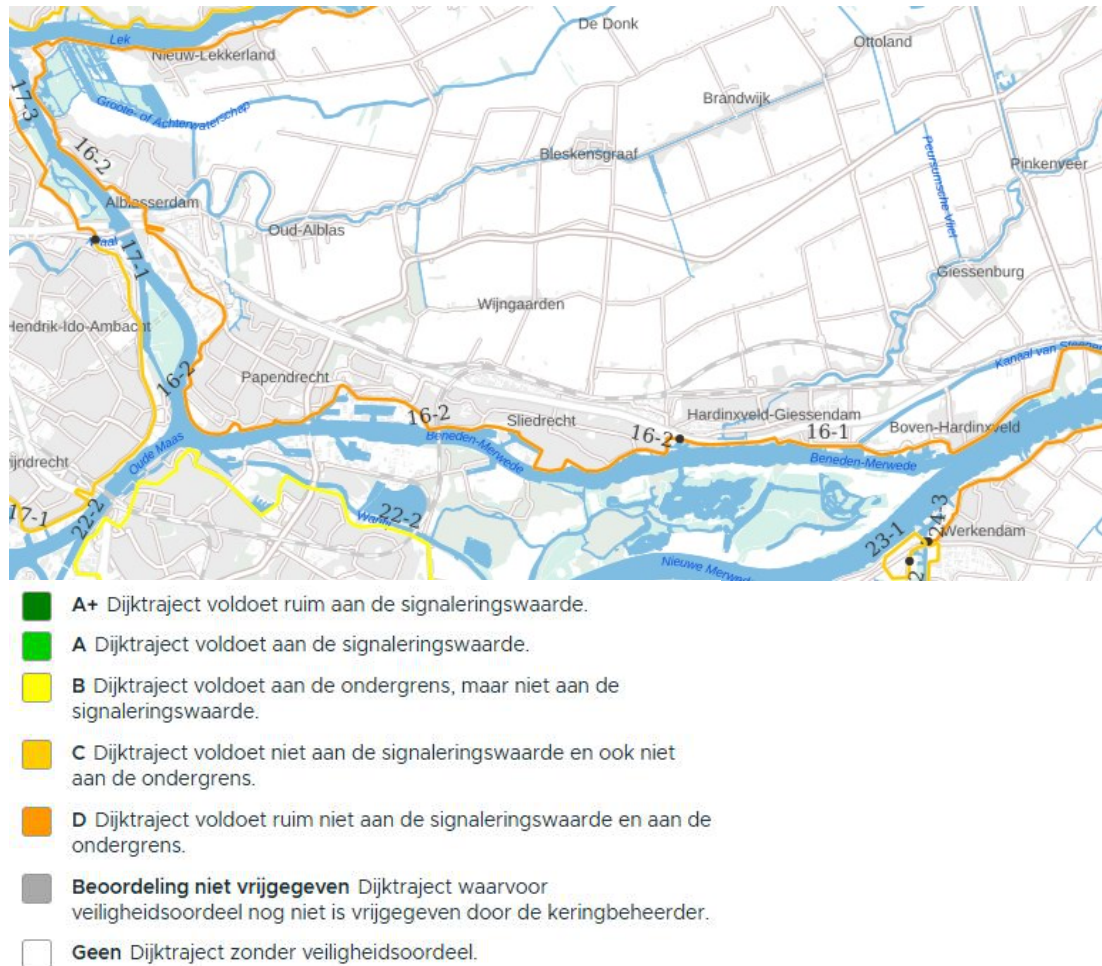 De Donk
Lek
Ottoland
Nieuw-Lekkerland
17-3
Groote- of Achterwaterschap
Brandwijk
16-2
Bleskensgraaf
Peursumsche Vliet
Pinkenveer
Alblasserdam
Oud-Alblas
17-1
Giessenburg
Wijngaarden
Hendrik-Ido-Ambacht
Kanaal van
16-2
Papendrecht
16-2
Sliedrecht
Hardinxveld-Giessendam
16-2
16-1
Boven-Hardinxveld
Beneden-Merwede
Oude Maas
Beneden-Merwede
ijndrecht
17-1
22-2
22-2
24-3
23-1
Werkendam
Nieuwe Merwede
2
A+ Dijktraject voldoet ruim aan de signaleringswaarde.
A Dijktraject voldoet aan de signaleringswaarde.
B Dijktraject voldoet aan de ondergrens, maar niet aan de
signaleringswaarde.
C Dijktraject voldoet niet aan de signaleringswaarde en ook niet
aan de ondergrens.
D Dijktraject voldoet ruim niet aan de signaleringswaarde en aan de
ondergrens.
Beoordeling niet vrijgegeven Dijktraject waarvoor
veiligheidsoordeel nog niet is vrijgegeven door de keringbeheerder.
Geen Dijktraject zonder veiligheidsoordeel.